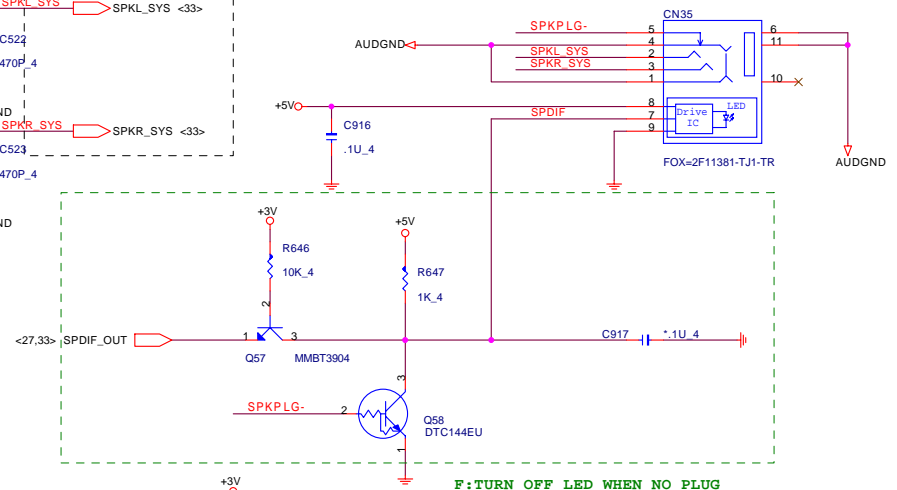 SPKL_SYS
SPKL_SYS <33>
C522
470P_4
ND
SPKR_SYS
SPKR_SYS <33>
C523
470P_4
ND
CN35
SPKPLG-
5
6
AUDGND
4
11
SPKL_SYS
2
SPKR_SYS
3
1
10
+5V
8
SPDIF
7
9
Drive
IC
LED
C916
.1U_4
FOX=2F11381-TJ1-TR
AUDGND
+3V
+5V
R646
10K_4
R647
1K_4
2
<27,33>
SPDIF_OUT
1
3
Q57
MMBT3904
C917
*.1U_4
3
SPKPLG-
2
Q58
DTC144EU
1
+3V
F:TURN OFF LED WHEN NO PLUG